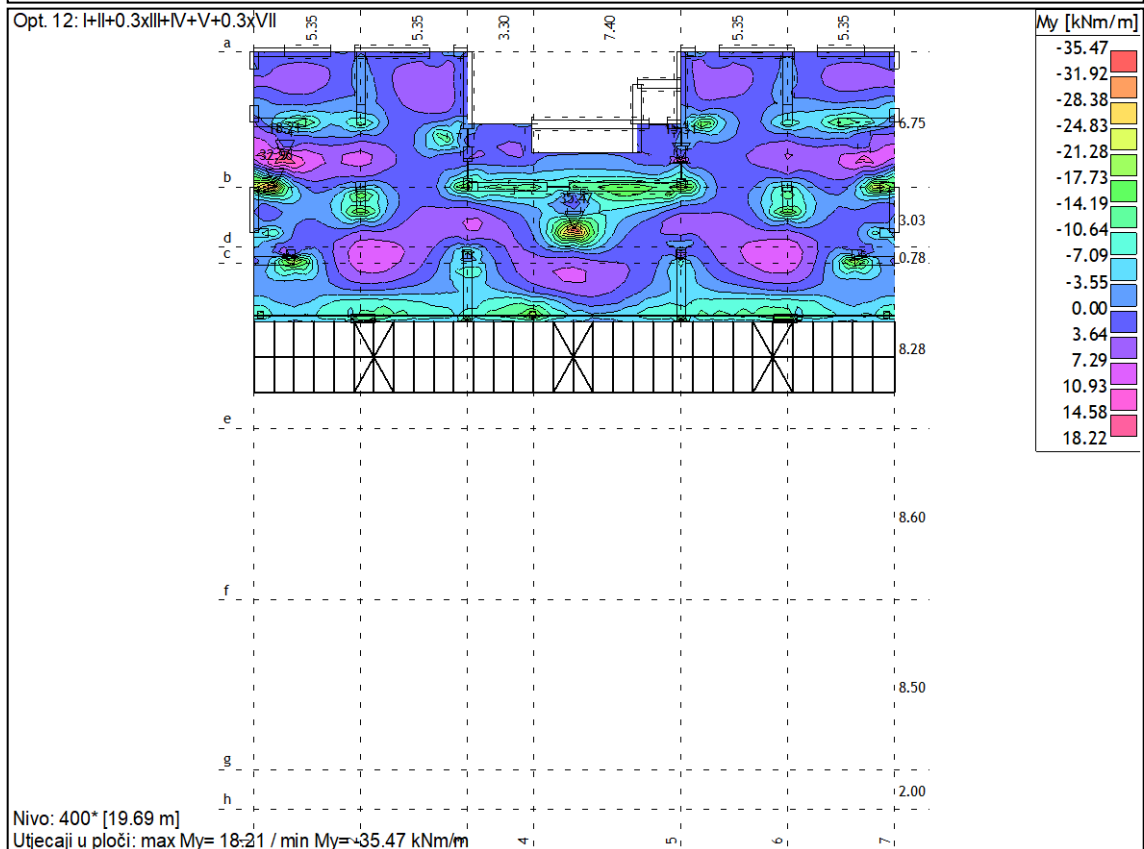 Opt. 12: I+II+0.3xIII+IV+V+0.3xVII
5.35
5.35
3.30
7.40
5.35
5.35
My [kNm/m]
-35.47
-31.92
-28.38
-24.83
-21.28
-17.73
-14.19
-10.64
-7.09
-3.55
0.00
3.64
7.29
10.93
14.58
18.22
a
6.75
18.21
b
-35.47
3.03
d
c
0.78
8.28
e
8.60
f
8.50
g
2.00
h
Nivo: 400* [19.69 m]
Utjecaji u ploči: max My= 18.21 / min My= -35.47 kNm/m
4
5
6
7